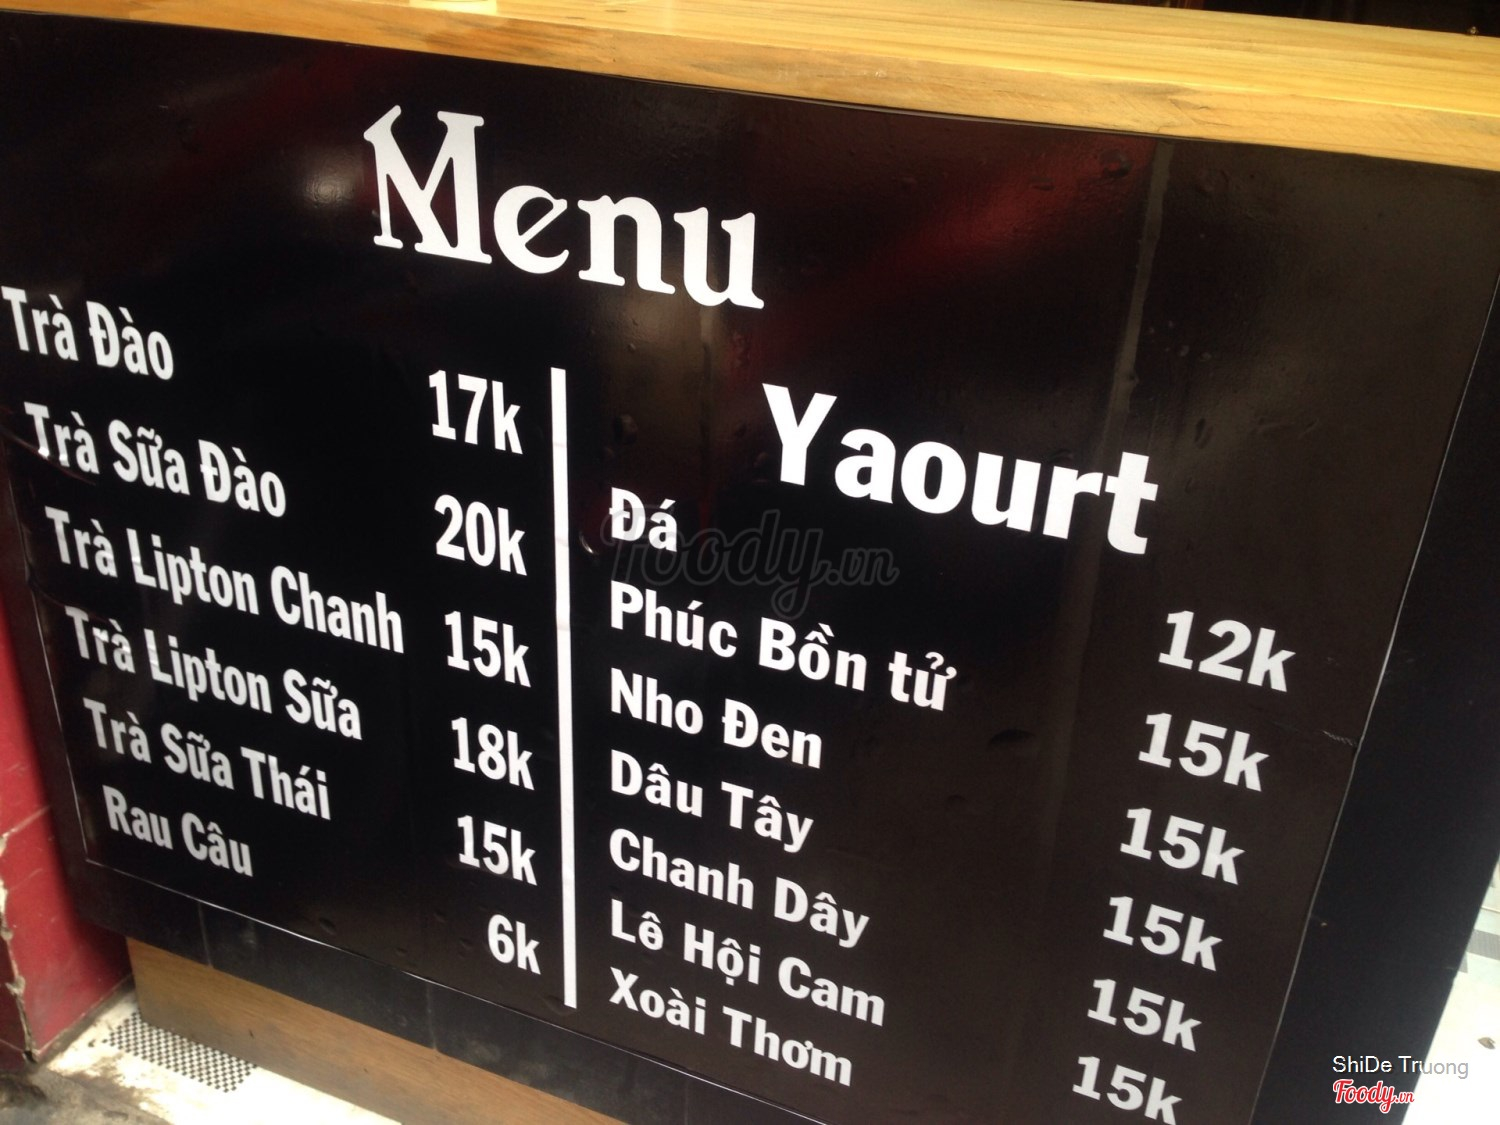 Menu
Trà Đào 17k
Trà Sữa Đào 20k
Trà Lipton Chanh 15k
Trà Lipton Sữa 18k
Trà Sữa Thái 15k
Rau Câu 6k
Yaourt
Đá 12k
Phúc Bồn tử 15k
Nho Đen 15k
Dâu Tây 15k
Chanh Dây 15k
Lô Hội Cam 15k
Xoài Thơm
Foody.vn
ShiDe Truong
Foody.vn